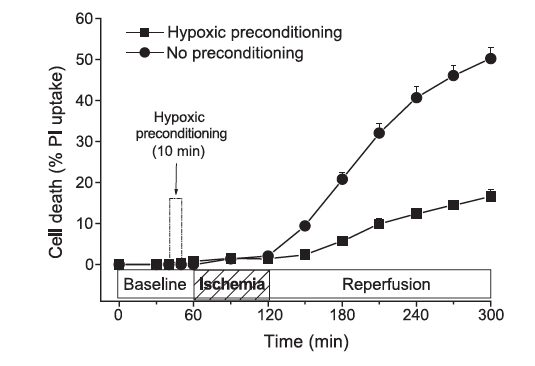 Hypoxic preconditioning
No preconditioning
Cell death (% PI uptake)
60
50
40
30
20
10
0
Hypoxic
preconditioning
(10 min)
Baseline
Ischemia
Reperfusion
0 60 120 180 240 300
Time (min)